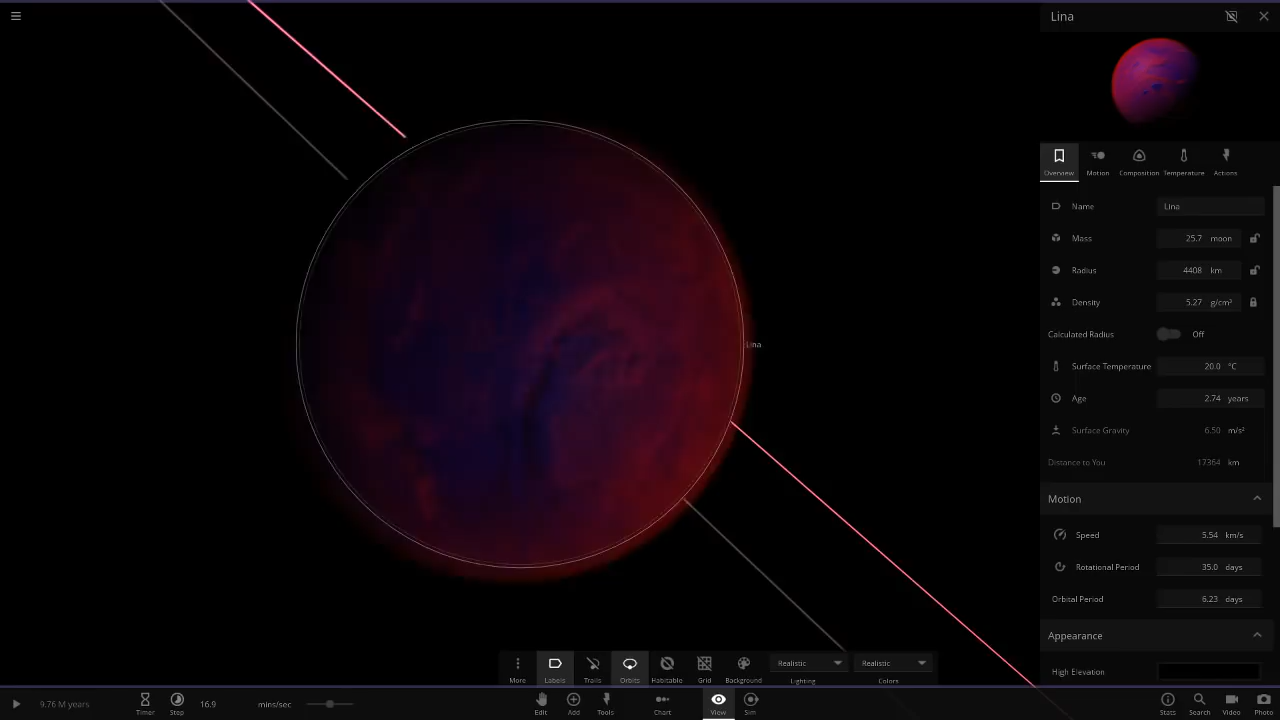 Lina
Overview Motion Composition Temperature Actions
Name Lina
Mass 25.7 moon
Radius 4408 km
Density 5.27 g/cm³
Calculated Radius Off
Lina
Surface Temperature 20.0 °C
Age 2.74 years
Surface Gravity 6.50 m/s²
Distance to You 17364 km
Motion
Speed 5.54 km/s
Rotational Period 35.0 days
Orbital Period 6.23 days
Appearance
High Elevation
More Labels Trails Orbits Habitable Grid Background
Realistic Realistic
Lighting Colors
9.76 M years
Timer Step
16.9 mins/sec
Edit Add Tools Chart View Sim
Stats Search Video Photo